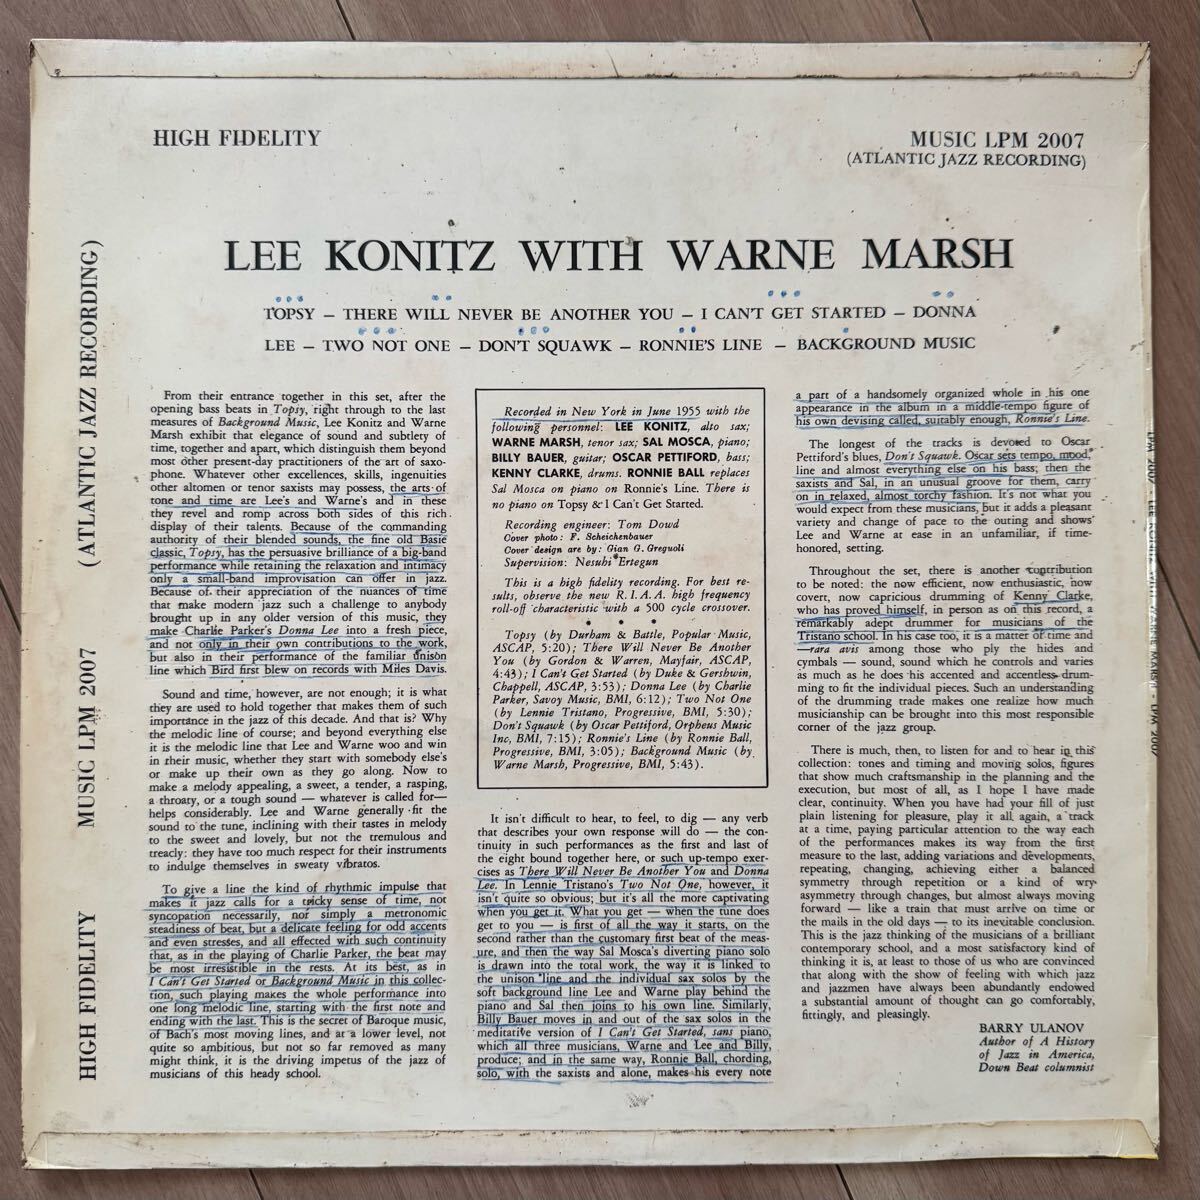 HIGH FIDELITY
MUSIC LPM 2007
(ATLANTIC JAZZ RECORDING)
LEE KONITZ WITH WARNE MARSH
TOPSY – THERE WILL NEVER BE ANOTHER YOU – I CAN'T GET STARTED – DONNA
LEE – TWO NOT ONE – DON'T SQUAWK – RONNIE'S LINE – BACKGROUND MUSIC
From their entrance together in this set, after the
opening bass beats in Topsy, right through to the last
measures of Background Music, Lee Konitz and Warne
Marsh exhibit that elegance of sound and subtlety of
time, together and apart, which distinguish them beyond
most other present-day practitioners of the art of saxo-
phone. Whatever other excellences, skills, ingenuities
other altomen or tenor saxists may possess, the arts of
tone and time are Lee's and Warne's and in these
they revel and romp across both sides of this rich
display of their talents. Because of the commanding
authority of their blended sounds, the fine old Basie
classic, Topsy, has the persuasive brilliance of a big-band
performance while retaining the relaxation and intimacy
only a small-band improvisation can offer in jazz.
Because of their appreciation of the nuances of time
that make modern jazz such a challenge to anybody
brought up in any older version of this music, they
make Charlie Parker's Donna Lee into a fresh piece,
and not only in their own contributions to the work,
but also in their performance of the familiar unison
line which Bird first blew on records with Miles Davis.
Sound and time, however, are not enough; it is what
they are used to hold together that makes them of such
importance in the jazz of this decade. And that is? Why
the melodic line of course; and beyond everything else
it is the melodic line that Lee and Warne woo and win
in rheir music, whether they start with somebody else's
or make up their own as they go along. Now to
make a melody appealing, a sweet, a tender, a rasping,
a throaty, or a tough sound — whatever is called for—
helps considerably. Lee and Warne generally fit the
sound to the tune, inclining with their tastes in melody
to the sweet and lovely, but not the tremulous and
treacly: they have too much respect for their instruments
to indulge themselves in sweaty vibratos.
To give a line the kind of rhythmic impulse that
makes it jazz calls for a tricky sense of time, not
syncopation necessarily, nor simply a metronomic
steadiness of beat, but a delicate feeling for odd accents
and even stresses, and all effected with such continuity
that, as in the playing of Charlie Parker, the beat may
be most irresistible in the rests. At its best, as in
I Can't Get Started or Background Music in this collec-
tion, such playing makes the whole performance into
one long melodic line, starting with the first note and
ending with the last. This is the secret of Baroque music,
of Bach's most moving lines, and at a lower level, not
quite so ambitious, but not so far removed as many
might think, it is the driving impetus of the jazz of
musicians of this heady school.
Recorded in New York in June 1955 with the
following personnel: LEE KONITZ, alto sax;
WARNE MARSH, tenor sax; SAL MOSCA, piano;
BILLY BAUER, guitar; OSCAR PETTIFORD, bass;
KENNY CLARKE, drums. RONNIE BALL replaces
Sal Mosca on piano on Ronnie's Line. There is
no piano on Topsy & I Can't Get Started.
Recording engineer: Tom Dowd
Cover photo: F. Scheichenbauer
Cover design are by: Gian G. Greguoli
Supervision: Nesuhi Ertegun
This is a high fidelity recording. For best re-
sults, observe the new R.I.A.A. high frequency
roll-off characteristic with a 500 cycle crossover.
• • •
Topsy (by Durham & Battle, Popular Music,
ASCAP, 5:20); There Will Never Be Another
You (by Gordon & Warren, Mayfair, ASCAP,
4:43); I Can't Get Started (by Duke & Gershwin,
Chappell, ASCAP, 3:53); Donna Lee (by Charlie
Parker, Savoy Music, BMI, 6:12); Two Not One
(by Lennie Tristano, Progressive, BMI, 5:30);
Don't Squawk (by Oscar Pettiford, Orpheus Music
Inc, BMI, 7:15); Ronnie's Line (by Ronnie Ball,
Progressive, BMI, 3:05); Background Music (by
Warne Marsh, Progressive, BMI, 5:43).
It isn't difficult to hear, to feel, to dig — any verb
that describes your own response will do — the con-
tinuity in such performances as the first and last of
the eight bound together here, or such up-tempo exer-
cises as There Will Never Be Another You and Donna
Lee. In Lennie Tristano's Two Not One, however, it
isn't quite so obvious; but it's all the more captivating
when you get it. What you get — when the tune does
get to you — is first of all the way it starts, on the
second rather than the customary first beat of the meas-
ure, and then the way Sal Mosca's diverting piano solo
is drawn into the total work, the way it is linked to
the unison line and the individual sax solos by the
soft background line Lee and Warne play behind the
piano and Sal then joins to his own line. Similarly,
Billy Bauer moves in and out of the sax solos in the
meditative version of I Can't Get Started, sans piano,
which all three musicians, Warne and Lee and Billy,
produce; and in the same way, Ronnie Ball, chording,
solo, with the saxists and alone, makes his every note
a part of a handsomely organized whole in his one
appearance in the album in a middle-tempo figure of
his own devising called, suitably enough, Ronnie's Line.
The longest of the tracks is devoted to Oscar
Pettiford's blues, Don't Squawk. Oscar sets tempo, mood,
line and almost everything else on his bass; then the
saxists and Sal, in an unusual groove for them, carry
on in relaxed, almost torchy fashion. It's not what you
would expect from these musicians, but it adds a pleasant
variety and change of pace to the outing and shows
Lee and Warne at ease in an unfamiliar, if time-
honored, setting.
Throughout the set, there is another contribution
to be noted: the now efficient, now enthusiastic, now
covert, now capricious drumming of Kenny Clarke,
who has proved himself, in person as on this record, a
remarkably adept drummer for musicians of the
Tristano school. In his case too, it is a matter of time and
—rara avis among those who ply the hides and
cymbals — sound, sound which he controls and varies
as much as he does his accented and accentless drum-
ming to fit the individual pieces. Such an understanding
of the drumming trade makes one realize how much
musicianship can be brought into this most responsible
corner of the jazz group.
There is much, then, to listen for and to hear in this
collection: tones and timing and moving solos, figures
that show much craftsmanship in the planning and the
execution, but most of all, as I hope I have made
clear, continuity. When you have had your fill of just
plain listening for pleasure, play it all again, a track
at a time, paying particular attention to the way each
of the performances makes its way from the first
measure to the last, adding variations and developments,
repeating, changing, achieving either a balanced
symmetry through repetition or a kind of wry
asymmetry through changes, but almost always moving
forward — like a train that must arrive on time or
the mails in the old days — to its inevitable conclusion.
This is the jazz thinking of the musicians of a brilliant
contemporary school, and a most satisfactory kind of
thinking it is, at least to those of us who are convinced
that along with the show of feeling with which jazz
and jazzmen have always been abundantly endowed
a substantial amount of thought can go comfortably,
fittingly, and pleasingly.
BARRY ULANOV
Author of A History
of Jazz in America,
Down Beat columnist
HIGH FIDELITY MUSIC LPM 2007 (ATLANTIC JAZZ RECORDING)
LPM 2007 - LEE KONITZ WITH WARNE MARSH - LPM 2007